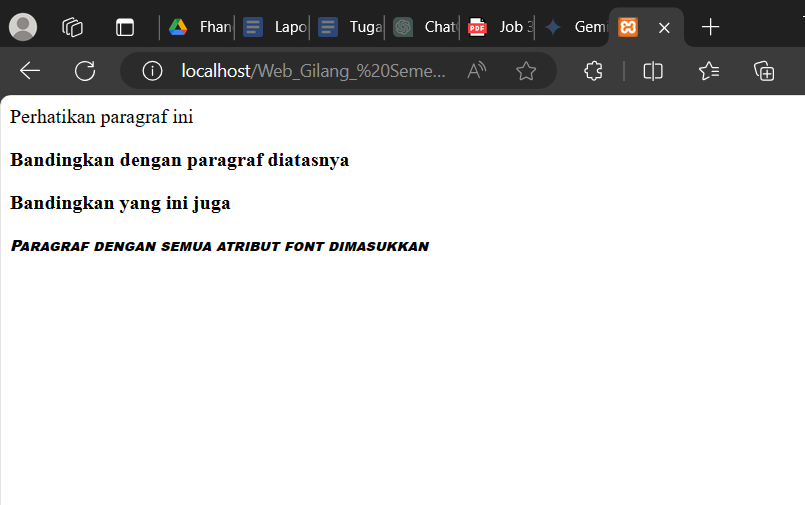 Fhan
Lapo
Tuga
Chat
Job 3
Gem
localhost/Web_Gilang_%20Seme...
Perhatikan paragraf ini
Bandingkan dengan paragraf diatasnya
Bandingkan yang ini juga
Paragraf dengan semua atribut font dimasukkan